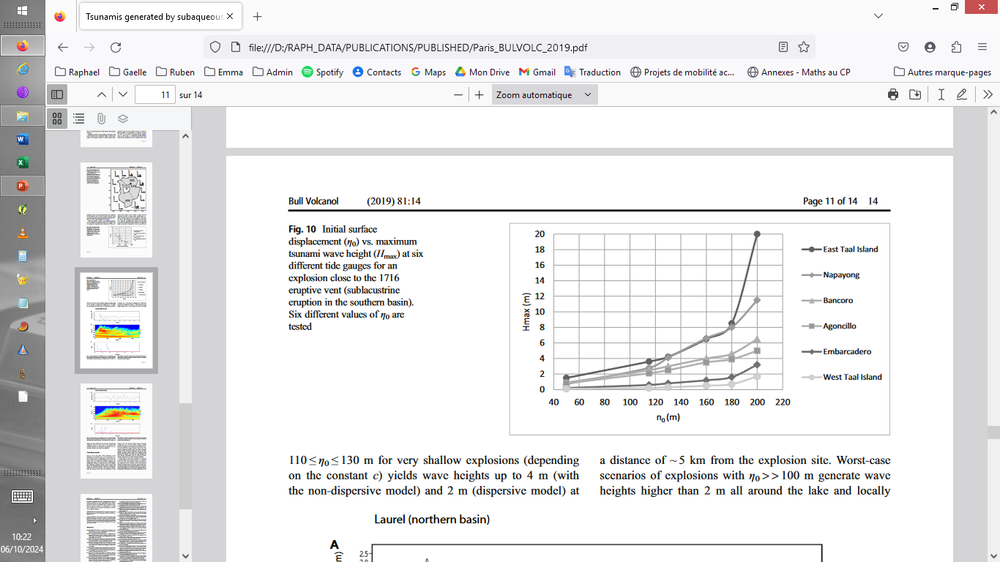 Tsunamis generated by subaqueous
file:///D:/RAPH_DATA/PUBLICATIONS/PUBLISHED/Paris_BULVOLC_2019.pdf
Raphael Gaelle Ruben Emma Admin Spotify Contacts Maps Mon Drive Gmail Traduction Projets de mobilité ac... Annexes - Maths au CP Autres marque-pages
11 sur 14 Zoom automatique
Bull Volcanol (2019) 81:14 Page 11 of 14 14
Fig. 10 Initial surface
displacement (η0) vs. maximum
tsunami wave height (Hmax) at six
different tide gauges for an
explosion close to the 1716
eruptive vent (sublacustrine
eruption in the southern basin).
Six different values of η0 are
tested
Hmax (m)
20
18
16
14
12
10
8
6
4
2
0
40 60 80 100 120 140 160 180 200 220
n0 (m)
East Taal Island
Napayong
Bancoro
Agoncillo
Embarcadero
West Taal Island
110≤η0≤130 m for very shallow explosions (depending
on the constant c) yields wave heights up to 4 m (with
the non-dispersive model) and 2 m (dispersive model) at
a distance of ~5 km from the explosion site. Worst-case
scenarios of explosions with η0>>100 m generate wave
heights higher than 2 m all around the lake and locally
Laurel (northern basin)
A
2.5
10:22
06/10/2024